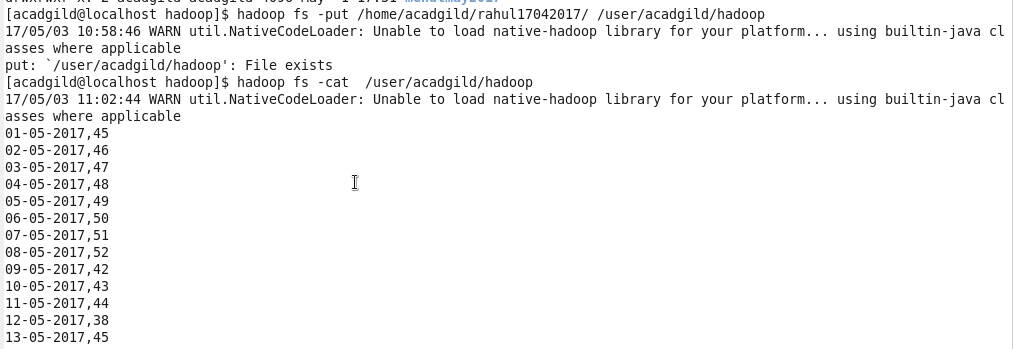 [acadgild@localhost hadoop]$ hadoop fs -put /home/acadgild/rahul17042017/ /user/acadgild/hadoop
17/05/03 10:58:46 WARN util.NativeCodeLoader: Unable to load native-hadoop library for your platform... using builtin-java cl
asses where applicable
put: `/user/acadgild/hadoop': File exists
[acadgild@localhost hadoop]$ hadoop fs -cat  /user/acadgild/hadoop
17/05/03 11:02:44 WARN util.NativeCodeLoader: Unable to load native-hadoop library for your platform... using builtin-java cl
asses where applicable
01-05-2017,45
02-05-2017,46
03-05-2017,47
04-05-2017,48
05-05-2017,49
06-05-2017,50
07-05-2017,51
08-05-2017,52
09-05-2017,42
10-05-2017,43
11-05-2017,44
12-05-2017,38
13-05-2017,45